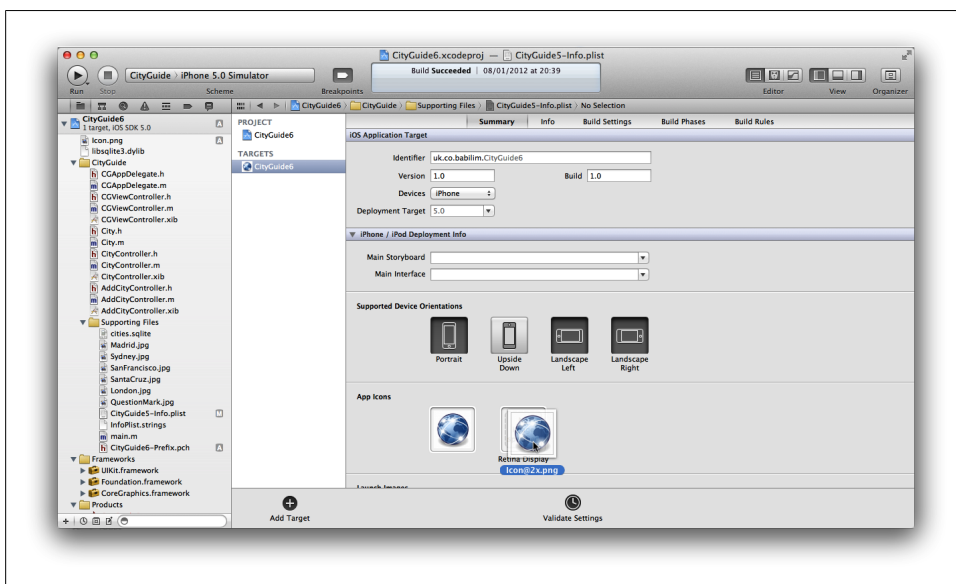 CityGuide6.xcodeproj — CityGuide5-Info.plist
CityGuide › iPhone 5.0 Simulator
Build Succeeded | 08/01/2012 at 20:39
Run Stop Scheme Breakpoints Editor View Organizer
CityGuide6 › CityGuide › Supporting Files › CityGuide5-Info.plist › No Selection
CityGuide6
1 target, iOS SDK 5.0
Icon.png
libsqlite3.dylib
CityGuide
CGAppDelegate.h
CGAppDelegate.m
CGViewController.h
CGViewController.m
CGViewController.xib
City.h
City.m
CityController.h
CityController.m
CityController.xib
AddCityController.h
AddCityController.m
AddCityController.xib
Supporting Files
cities.sqlite
Madrid.jpg
Sydney.jpg
SanFrancisco.jpg
SantaCruz.jpg
London.jpg
QuestionMark.jpg
CityGuide5-Info.plist
InfoPlist.strings
main.m
CityGuide6-Prefix.pch
Frameworks
UIKit.framework
Foundation.framework
CoreGraphics.framework
Products
PROJECT
CityGuide6
TARGETS
CityGuide6
Summary Info Build Settings Build Phases Build Rules
iOS Application Target
Identifier uk.co.babilim.CityGuide6
Version 1.0 Build 1.0
Devices iPhone
Deployment Target 5.0
iPhone / iPod Deployment Info
Main Storyboard
Main Interface
Supported Device Orientations
Portrait
Upside Down
Landscape Left
Landscape Right
App Icons
Retina Display
Icon@2x.png
Launch Images
Add Target
Validate Settings